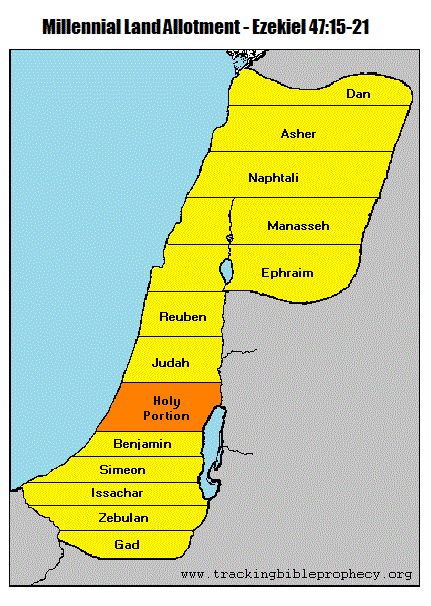 Millennial Land Allotment - Ezekiel 47:15-21
Dan
Asher
Naphtali
Manasseh
Ephraim
Reuben
Judah
Holy
Portion
Benjamin
Simeon
Issachar
Zebulan
Gad
www.trackingbibleprophecy.org